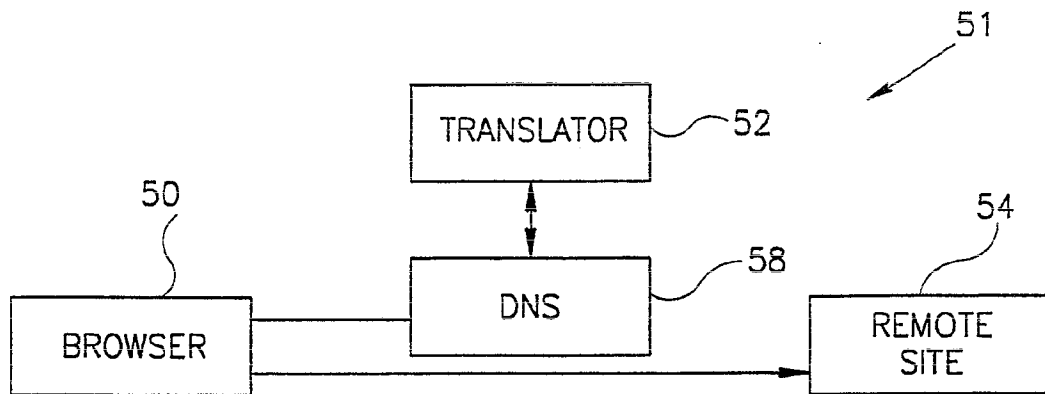 51
TRANSLATOR
52
50
54
DNS
58
BROWSER
REMOTE
SITE